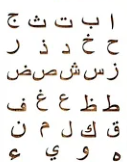 ا ب ت ث ج
ح خ د ذ ر
ز س ش ص ض
ط ظ ع غ ف
ق ك ل م ن
ه و ي ء